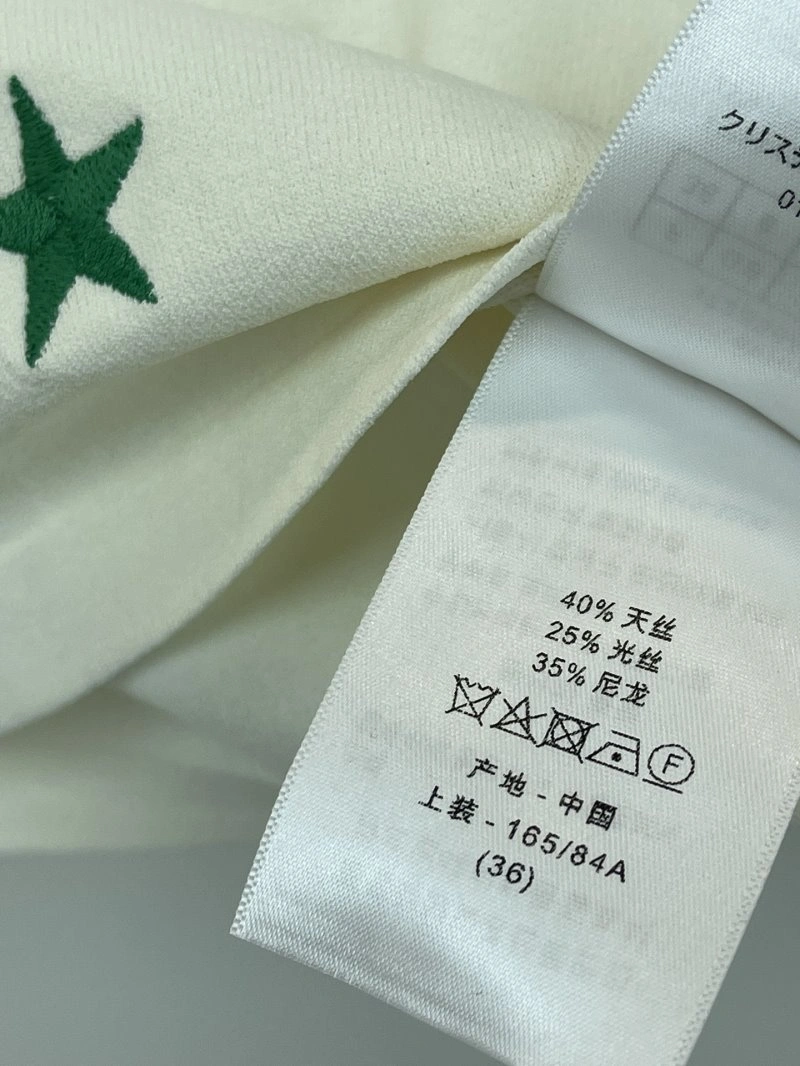 クリスチ
01
40% 天丝
25% 光丝
35% 尼龙
F
产地 - 中国
上装 - 165/84A
(36)